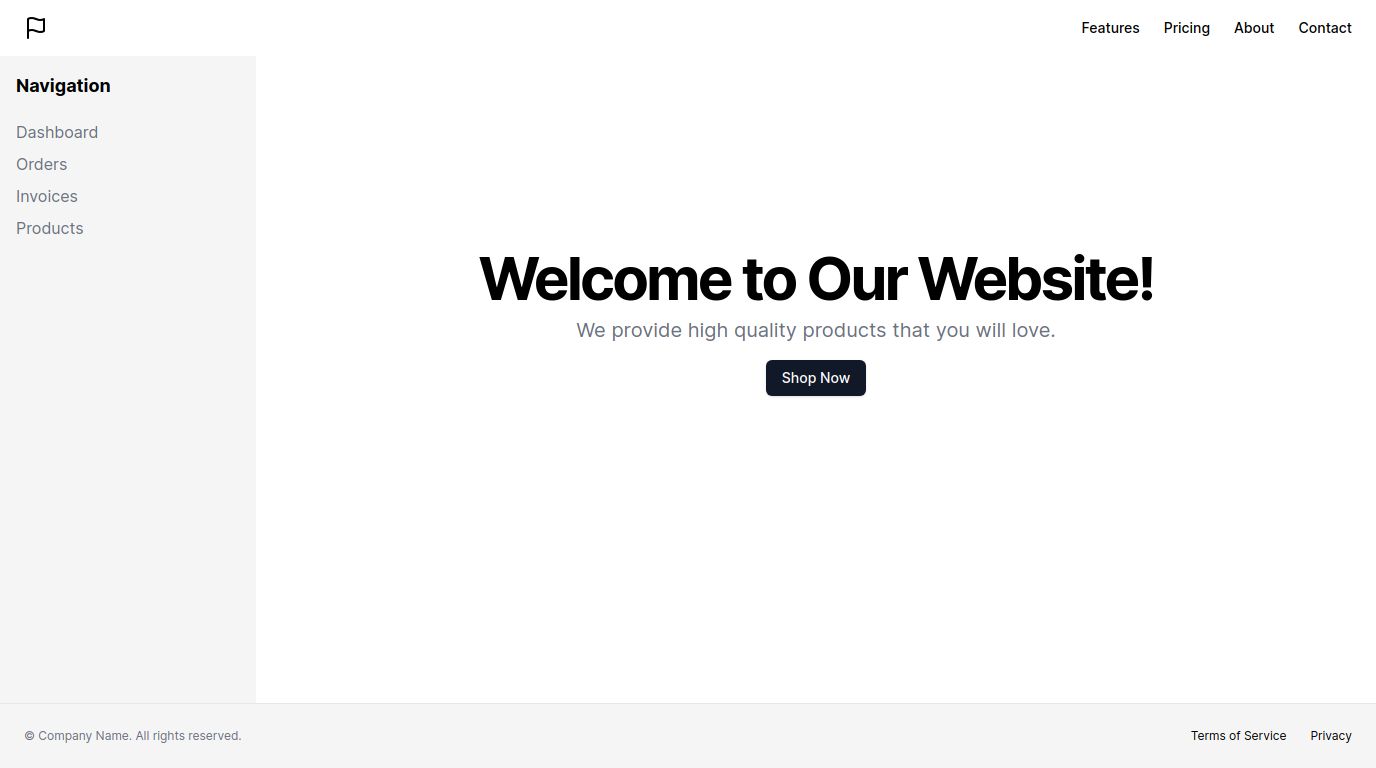 Features Pricing About Contact
Navigation
Dashboard
Orders
Invoices
Products
Welcome to Our Website!
We provide high quality products that you will love.
Shop Now
© Company Name. All rights reserved.
Terms of Service Privacy